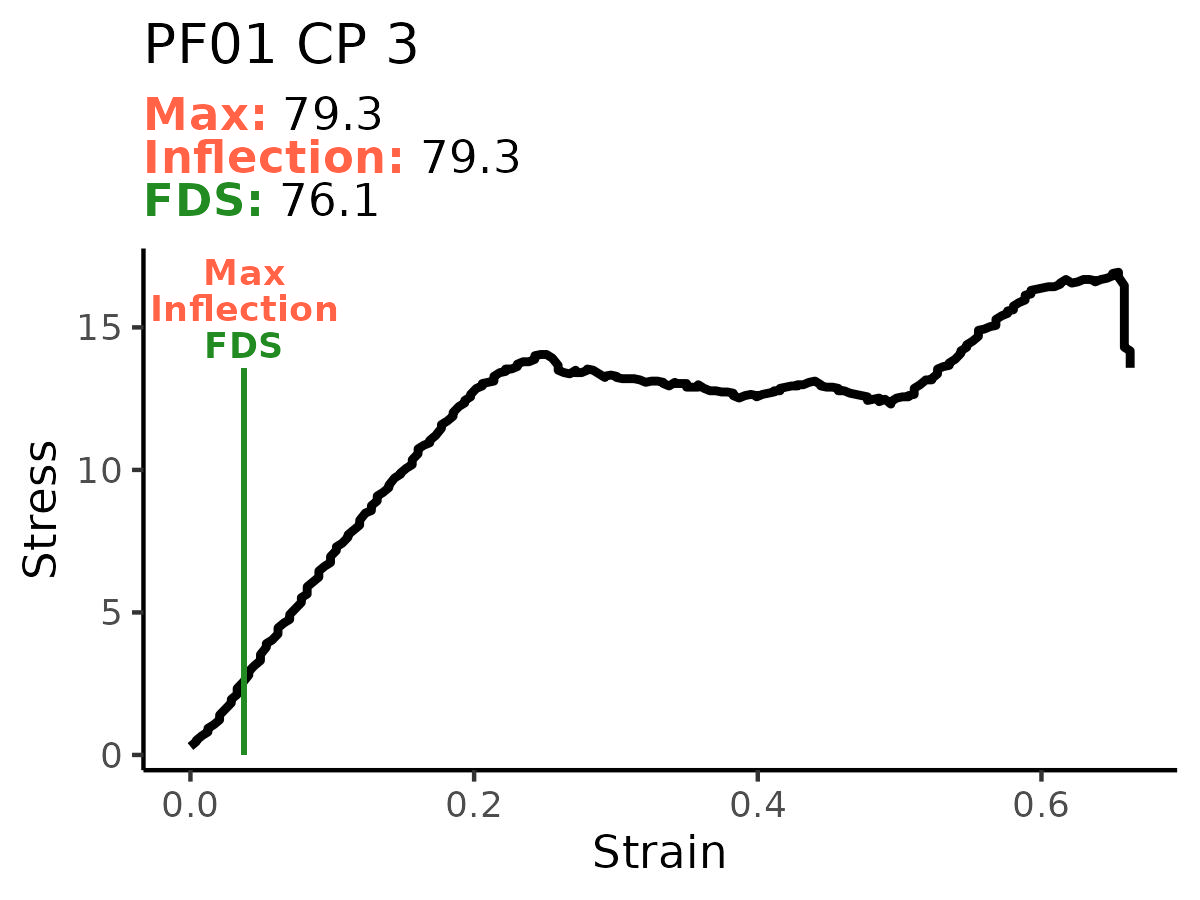 PF01 CP 3
Max: 79.3
Inflection: 79.3
FDS: 76.1
Max
Inflection
FDS
15
10
5
0
Stress
0.0 0.2 0.4 0.6
Strain